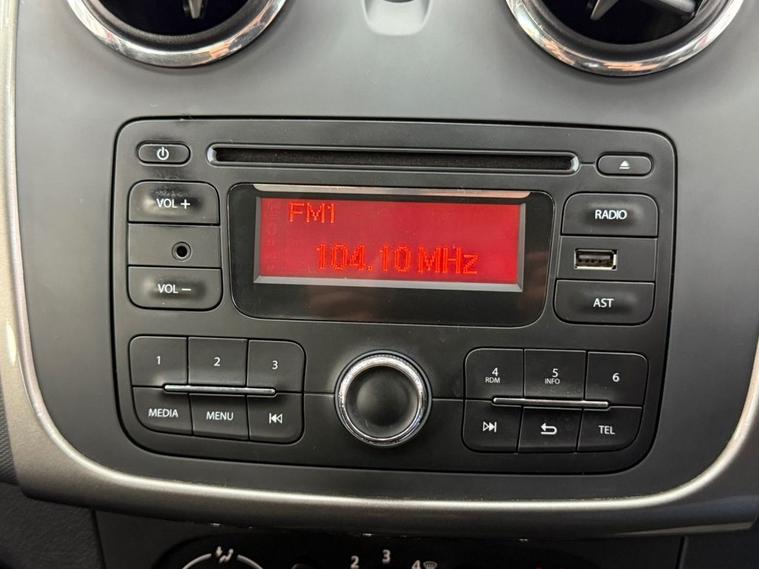 VOL +
RADIO
FM1
104.10 MHz
VOL −
AST
1
2
3
4
RDM
5
INFO
6
MEDIA
MENU
TEL
2
3
4